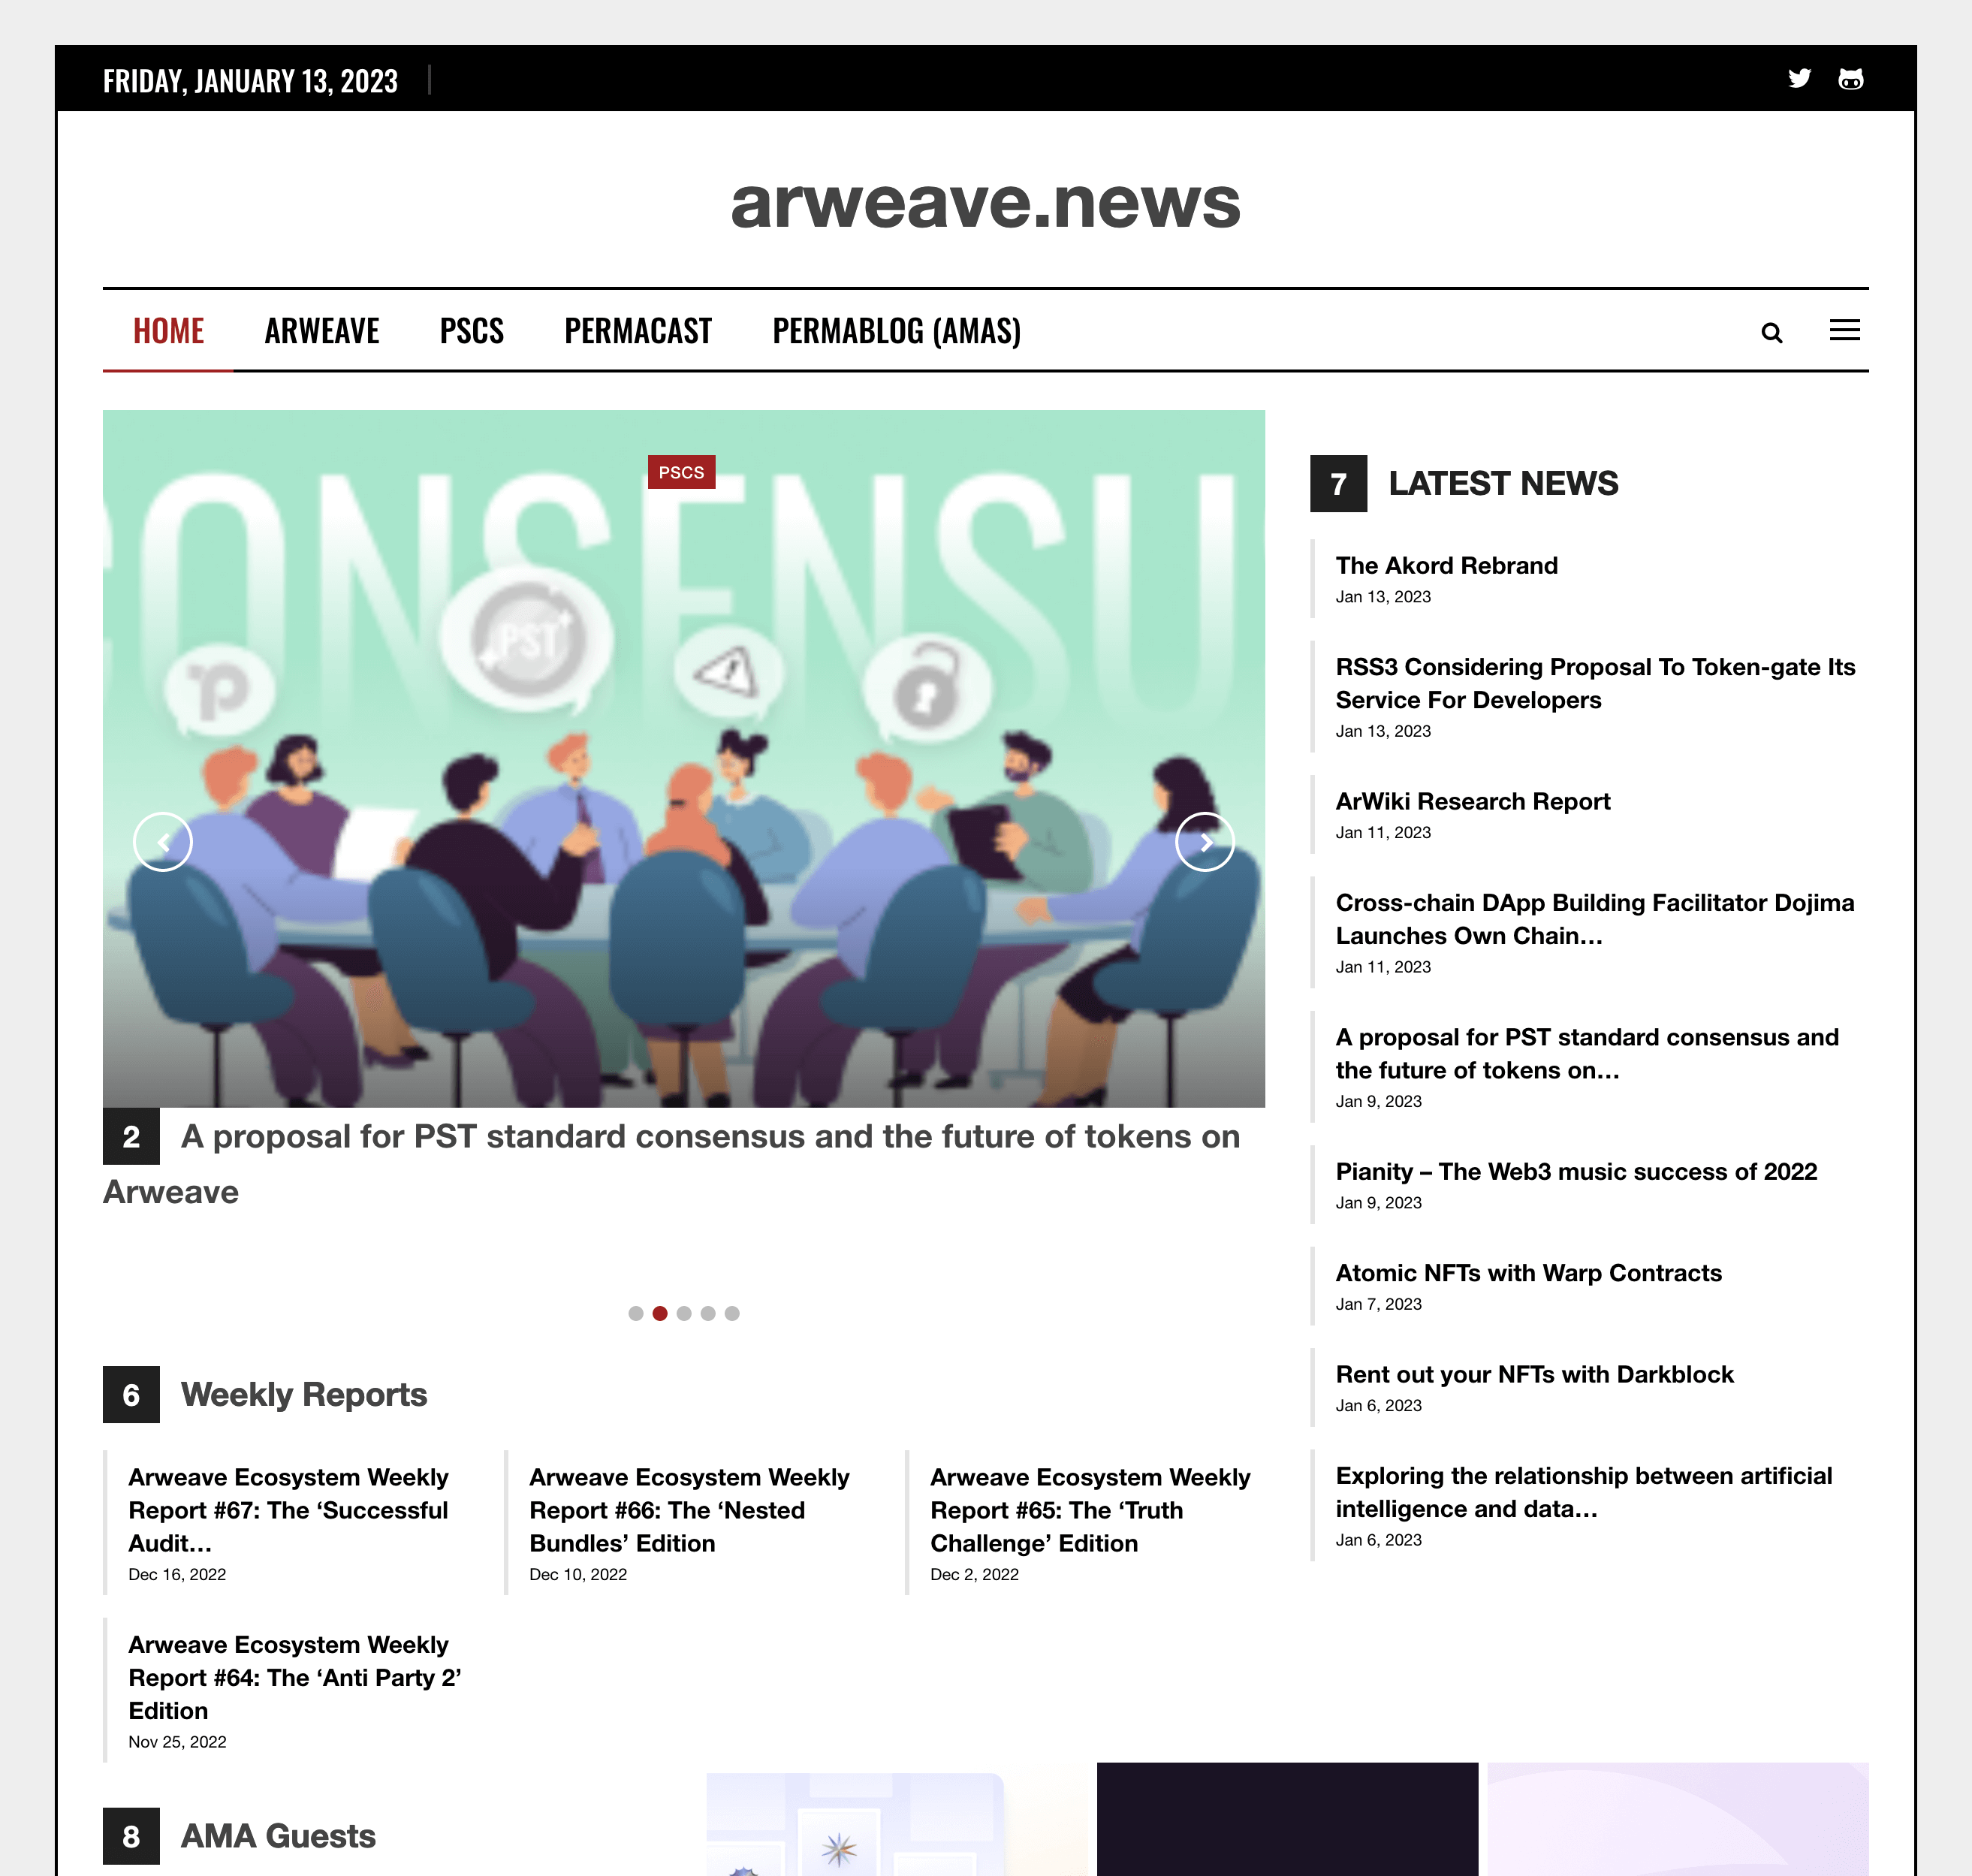 FRIDAY, JANUARY 13, 2023
arweave.news
HOME ARWEAVE PSCS PERMACAST PERMABLOG (AMAS)
PSCS
CONSENSU
PST
2 A proposal for PST standard consensus and the future of tokens on
Arweave
6 Weekly Reports
Arweave Ecosystem Weekly
Report #67: The ‘Successful
Audit…
Dec 16, 2022
Arweave Ecosystem Weekly
Report #66: The ‘Nested
Bundles’ Edition
Dec 10, 2022
Arweave Ecosystem Weekly
Report #65: The ‘Truth
Challenge’ Edition
Dec 2, 2022
Arweave Ecosystem Weekly
Report #64: The ‘Anti Party 2’
Edition
Nov 25, 2022
8 AMA Guests
7 LATEST NEWS
The Akord Rebrand
Jan 13, 2023
RSS3 Considering Proposal To Token-gate Its
Service For Developers
Jan 13, 2023
ArWiki Research Report
Jan 11, 2023
Cross-chain DApp Building Facilitator Dojima
Launches Own Chain…
Jan 11, 2023
A proposal for PST standard consensus and
the future of tokens on…
Jan 9, 2023
Pianity – The Web3 music success of 2022
Jan 9, 2023
Atomic NFTs with Warp Contracts
Jan 7, 2023
Rent out your NFTs with Darkblock
Jan 6, 2023
Exploring the relationship between artificial
intelligence and data…
Jan 6, 2023